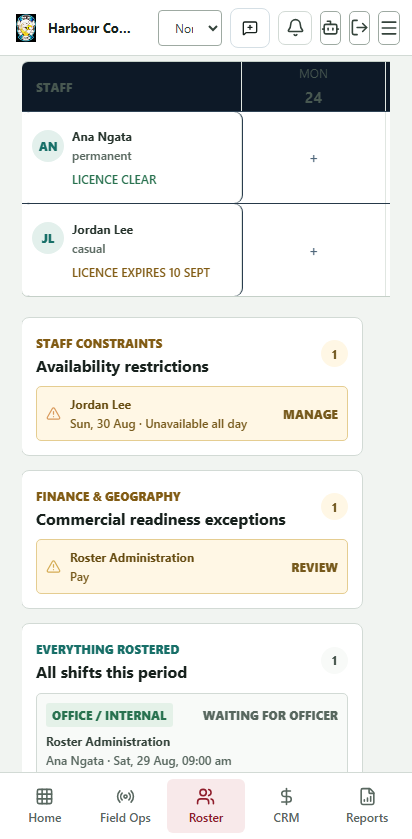 Harbour Co...
STAFF
MON
24
AN
Ana Ngata
permanent
LICENCE CLEAR
+
JL
Jordan Lee
casual
LICENCE EXPIRES 10 SEPT
+
STAFF CONSTRAINTS
Availability restrictions
1
Jordan Lee
Sun, 30 Aug · Unavailable all day
MANAGE
FINANCE & GEOGRAPHY
Commercial readiness exceptions
1
Roster Administration
Pay
REVIEW
EVERYTHING ROSTERED
All shifts this period
1
OFFICE / INTERNAL
WAITING FOR OFFICER
Roster Administration
Ana Ngata · Sat, 29 Aug, 09:00 am
Home
Field Ops
Roster
CRM
Reports